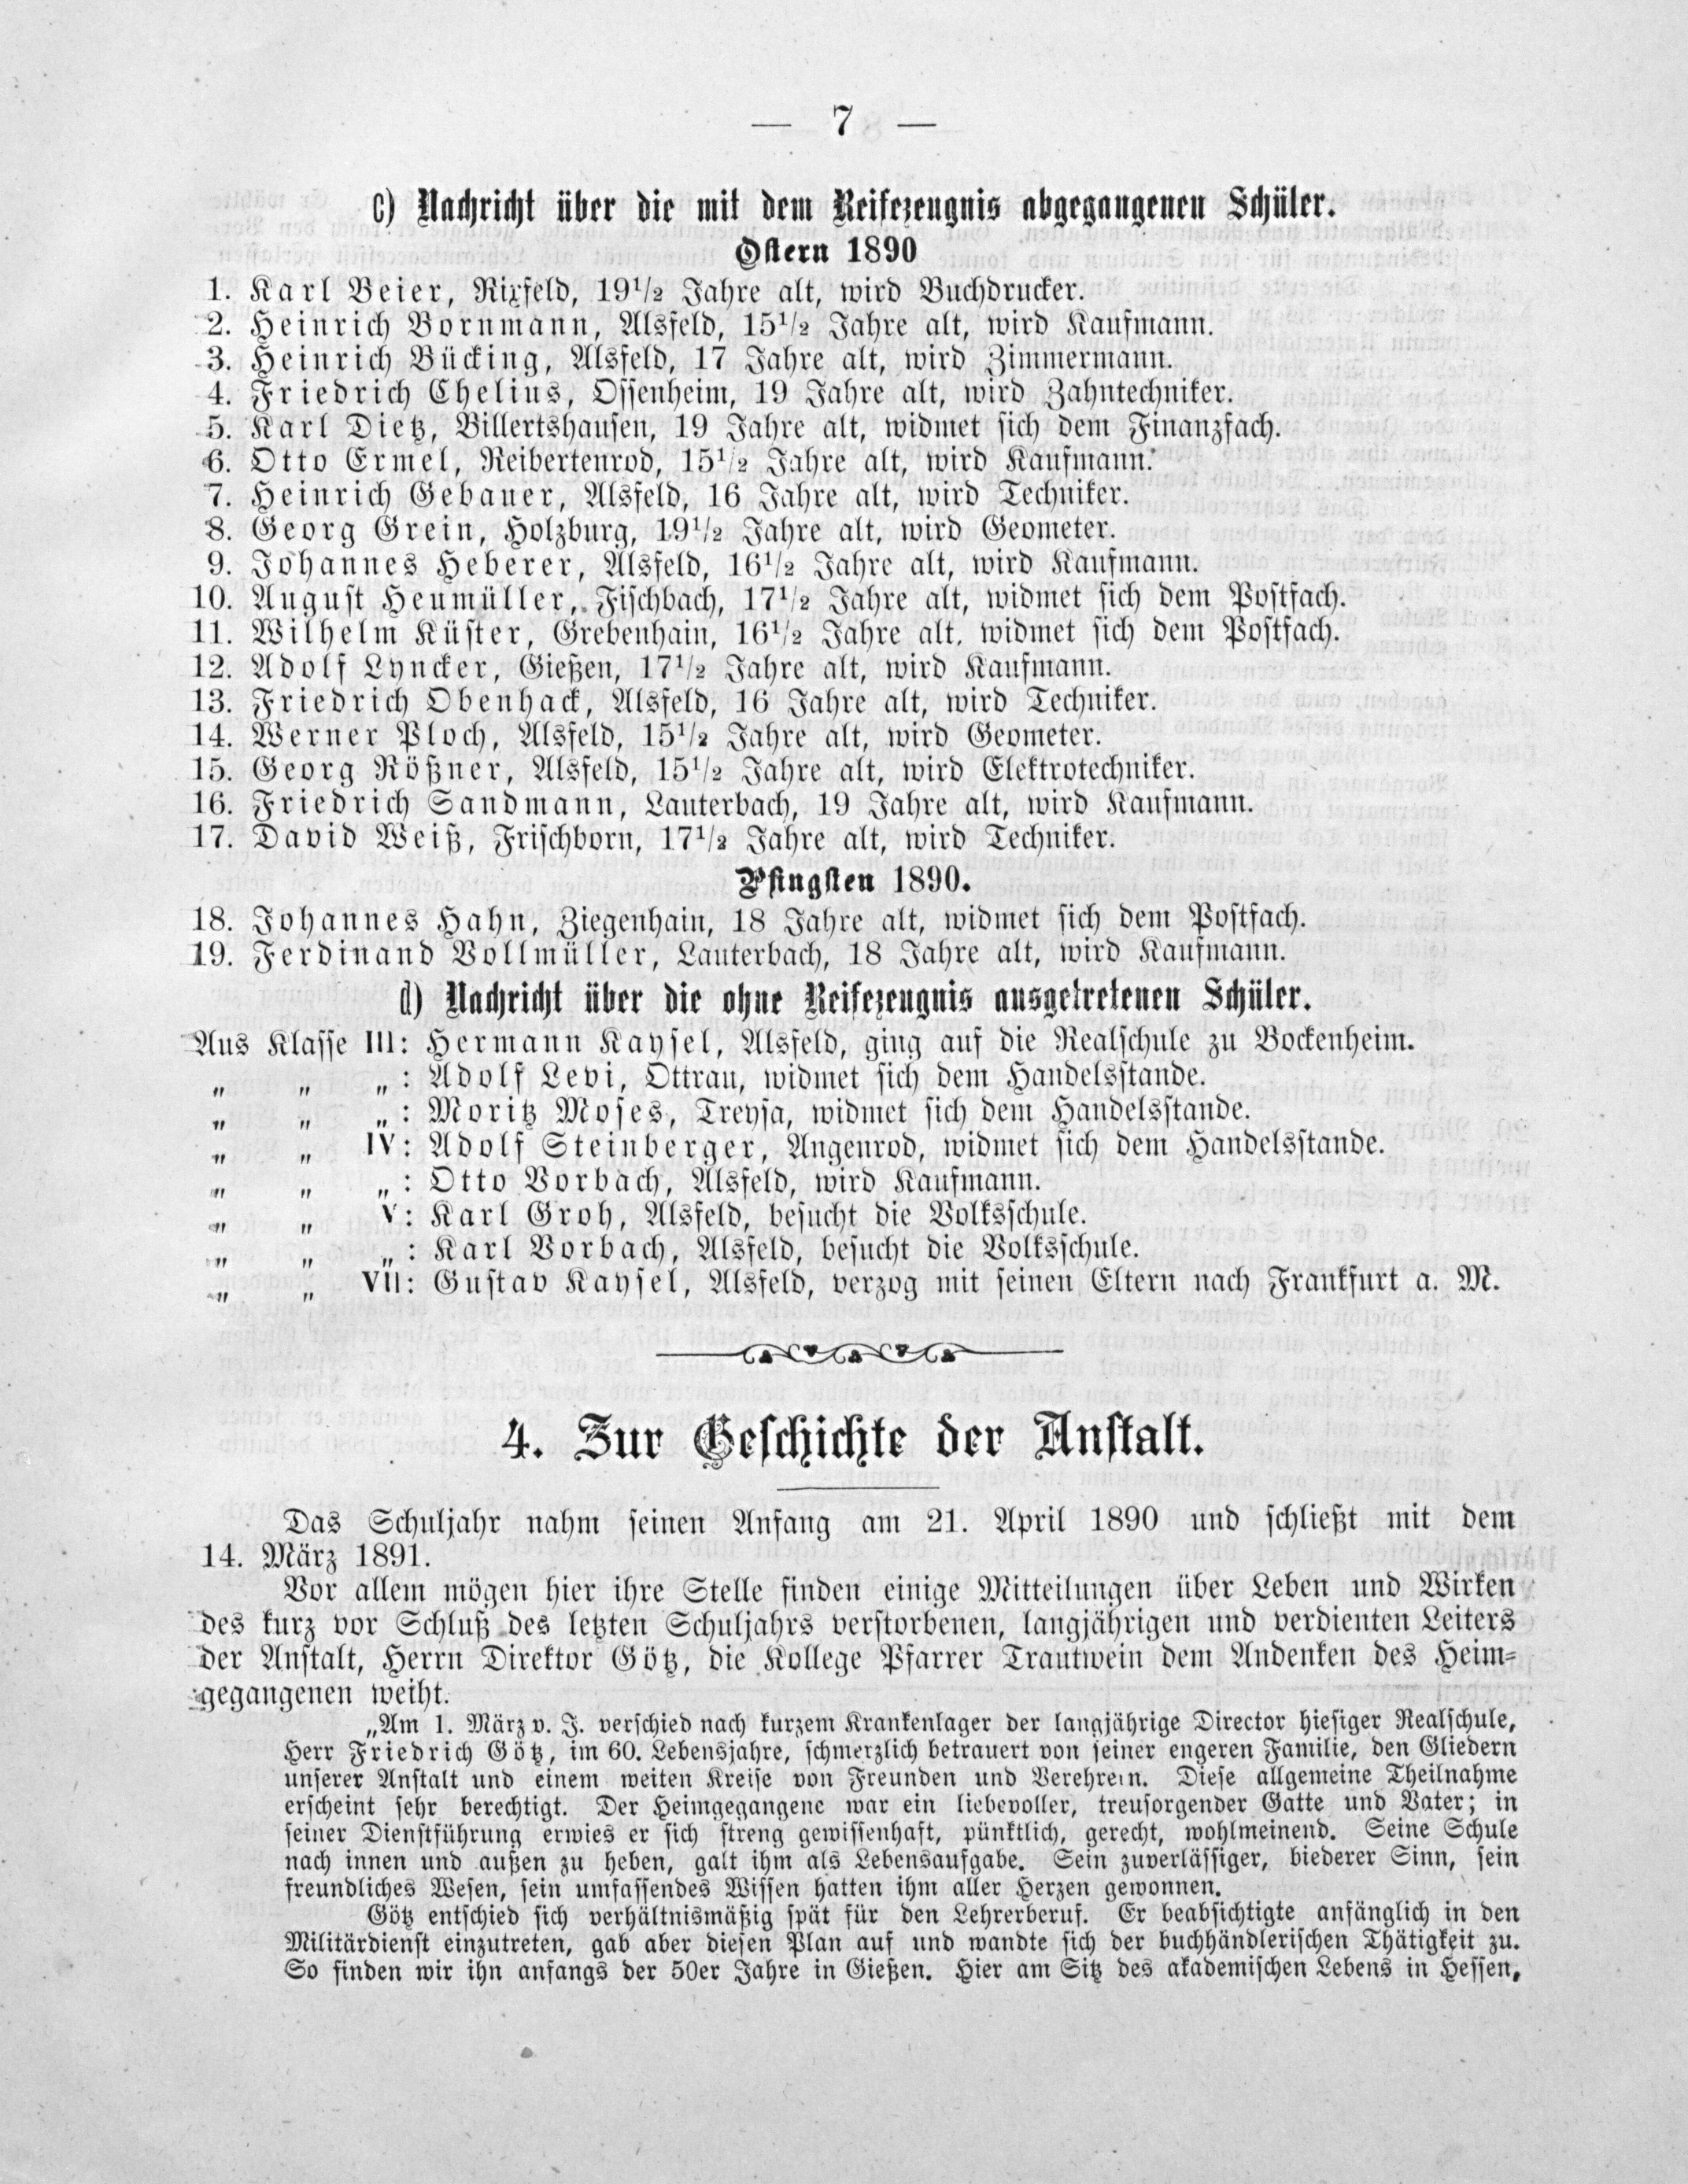 — 7 —
c) Nachricht über die mit dem Reifezeugnis abgegangenen Schüler.
Ostern 1890
1. Karl Beier, Rixfeld, 19¹/₂ Jahre alt, wird Buchdrucker.
2. Heinrich Bornmann, Alsfeld, 15¹/₂ Jahre alt, wird Kaufmann.
3. Heinrich Bücking, Alsfeld, 17 Jahre alt, wird Zimmermann.
4. Friedrich Chelius, Ossenheim, 19 Jahre alt, wird Zahntechniker.
5. Karl Dietz, Billertshausen, 19 Jahre alt, widmet sich dem Finanzfach.
6. Otto Ermel, Reibertenrod, 15¹/₂ Jahre alt, wird Kaufmann.
7. Heinrich Gebauer, Alsfeld, 16 Jahre alt, wird Techniker.
8. Georg Grein, Holzburg, 19¹/₂ Jahre alt, wird Geometer.
9. Johannes Heberer, Alsfeld, 16¹/₂ Jahre alt, wird Kaufmann.
10. August Heumüller, Fischbach, 17¹/₂ Jahre alt, widmet sich dem Postfach.
11. Wilhelm Küster, Grebenhain, 16¹/₂ Jahre alt, widmet sich dem Postfach.
12. Adolf Lyncker, Gießen, 17¹/₂ Jahre alt, wird Kaufmann.
13. Friedrich Obenhack, Alsfeld, 16 Jahre alt, wird Techniker.
14. Werner Ploch, Alsfeld, 15¹/₂ Jahre alt, wird Geometer.
15. Georg Rößner, Alsfeld, 15¹/₂ Jahre alt, wird Elektrotechniker.
16. Friedrich Sandmann, Lauterbach, 19 Jahre alt, wird Kaufmann.
17. David Weiß, Frischborn, 17¹/₂ Jahre alt, wird Techniker.
Pfingsten 1890.
18. Johannes Hahn, Ziegenhain, 18 Jahre alt, widmet sich dem Postfach.
19. Ferdinand Vollmüller, Lauterbach, 18 Jahre alt, wird Kaufmann.
d) Nachricht über die ohne Reifezeugnis ausgetretenen Schüler.
Aus Klasse III: Hermann Kaysel, Alsfeld, ging auf die Realschule zu Bockenheim.
„ „ „: Adolf Levi, Ottrau, widmet sich dem Handelsstande.
„ „ „: Moritz Moses, Treysa, widmet sich dem Handelsstande.
„ „ IV: Adolf Steinberger, Angenrod, widmet sich dem Handelsstande.
„ „ „: Otto Vorbach, Alsfeld, wird Kaufmann.
„ „ V: Karl Groh, Alsfeld, besucht die Volksschule.
„ „ „: Karl Vorbach, Alsfeld, besucht die Volksschule.
„ „ VII: Gustav Kaysel, Alsfeld, verzog mit seinen Eltern nach Frankfurt a. M.
4. Zur Geschichte der Anstalt.
Das Schuljahr nahm seinen Anfang am 21. April 1890 und schließt mit dem
14. März 1891.
Vor allem mögen hier ihre Stelle finden einige Mitteilungen über Leben und Wirken
des kurz vor Schluß des letzten Schuljahrs verstorbenen, langjährigen und verdienten Leiters
der Anstalt, Herrn Direktor Götz, die Kollege Pfarrer Trautwein dem Andenken des Heim-
gegangenen weiht.
„Am 1. März v. J. verschied nach kurzem Krankenlager der langjährige Director hiesiger Realschule,
Herr Friedrich Götz, im 60. Lebensjahre, schmerzlich betrauert von seiner engeren Familie, den Gliedern
unserer Anstalt und einem weiten Kreise von Freunden und Verehrern. Diese allgemeine Theilnahme
erscheint sehr berechtigt. Der Heimgegangene war ein liebevoller, treusorgender Gatte und Vater; in
seiner Dienstführung erwies er sich streng gewissenhaft, pünktlich, gerecht, wohlmeinend. Seine Schule
nach innen und außen zu heben, galt ihm als Lebensaufgabe. Sein zuverlässiger, biederer Sinn, sein
freundliches Wesen, sein umfassendes Wissen hatten ihm aller Herzen gewonnen.
Götz entschied sich verhältnismäßig spät für den Lehrerberuf. Er beabsichtigte anfänglich in den
Militärdienst einzutreten, gab aber diesen Plan auf und wandte sich der buchhändlerischen Thätigkeit zu.
So finden wir ihn anfangs der 50er Jahre in Gießen. Hier am Sitz des akademischen Lebens in Hessen,